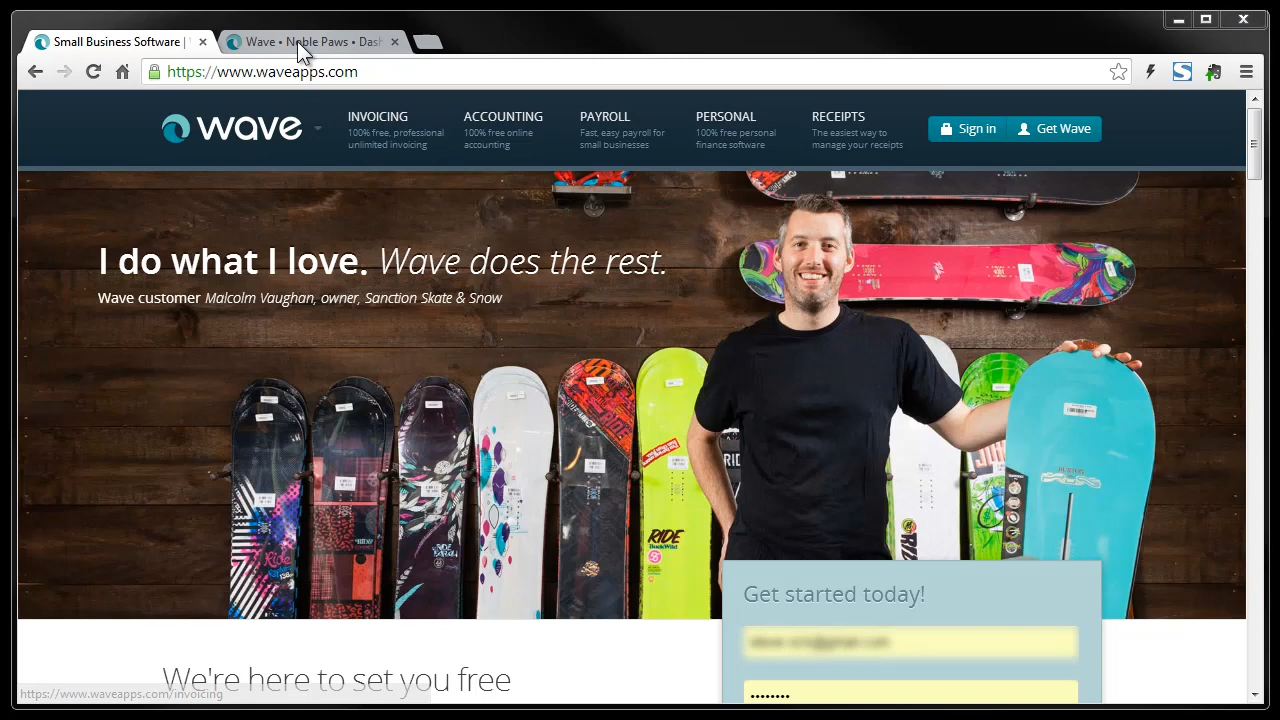 Small Business Software |
Wave • Noble Paws • Dash
https://www.waveapps.com
wave
INVOICING
100% free, professional
unlimited invoicing
ACCOUNTING
100% free online
accounting
PAYROLL
Fast, easy payroll for
small businesses
PERSONAL
100% free personal
finance software
RECEIPTS
The easiest way to
manage your receipts
Sign in
Get Wave
I do what I love. Wave does the rest.
Wave customer Malcolm Vaughan, owner, Sanction Skate & Snow
RIDE
BuckWild
Get started today!
••••••••
We're here to set you free
https://www.waveapps.com/invoicing